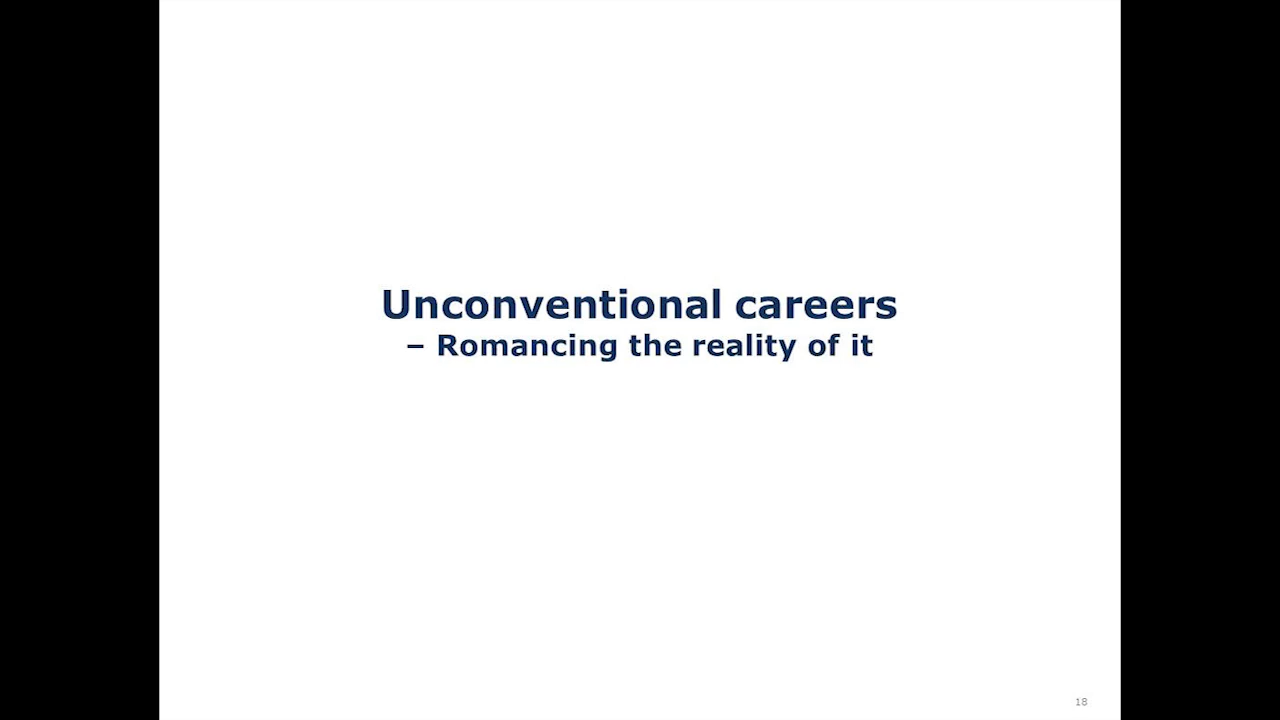 Unconventional careers
– Romancing the reality of it
18